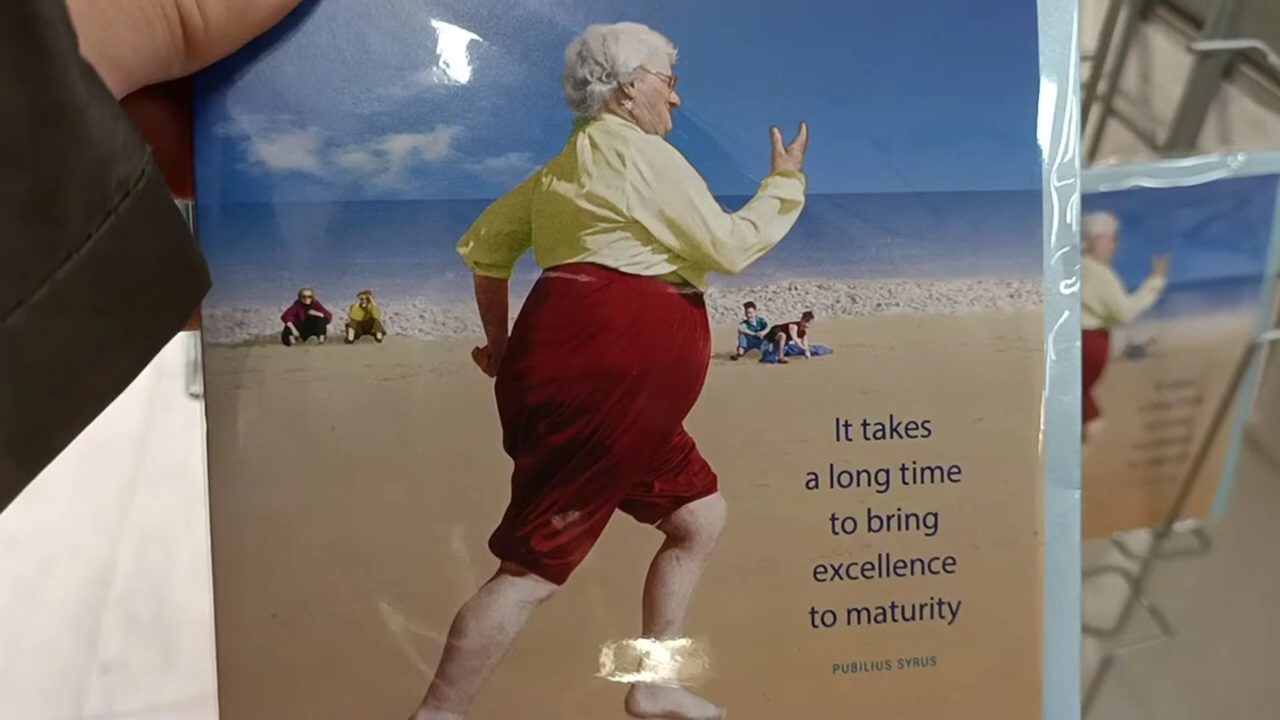 It takes
a long time
to bring
excellence
to maturity
PUBILIUS SYRUS